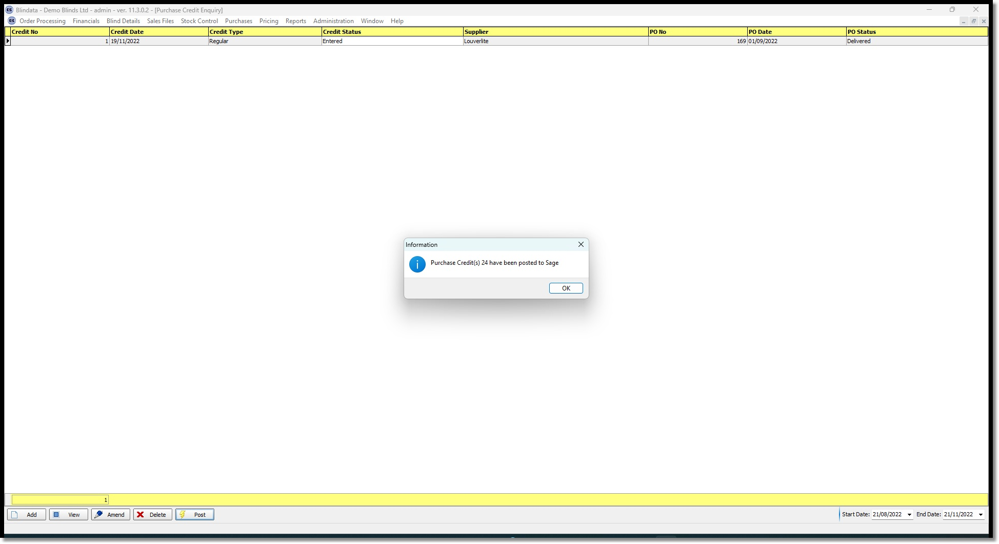 Blindata - Demo Blinds Ltd - admin - ver. 11.3.0.2 - [Purchase Credit Enquiry]
Order Processing Financials Blind Details Sales Files Stock Control Purchases Pricing Reports Administration Window Help
Credit No Credit Date Credit Type Credit Status Supplier PO No PO Date PO Status
1 19/11/2022 Regular Entered Louverlite 169 01/09/2022 Delivered
Information
Purchase Credit(s) 24 have been posted to Sage
OK
1
Add View Amend Delete Post Start Date: 21/08/2022 End Date: 21/11/2022